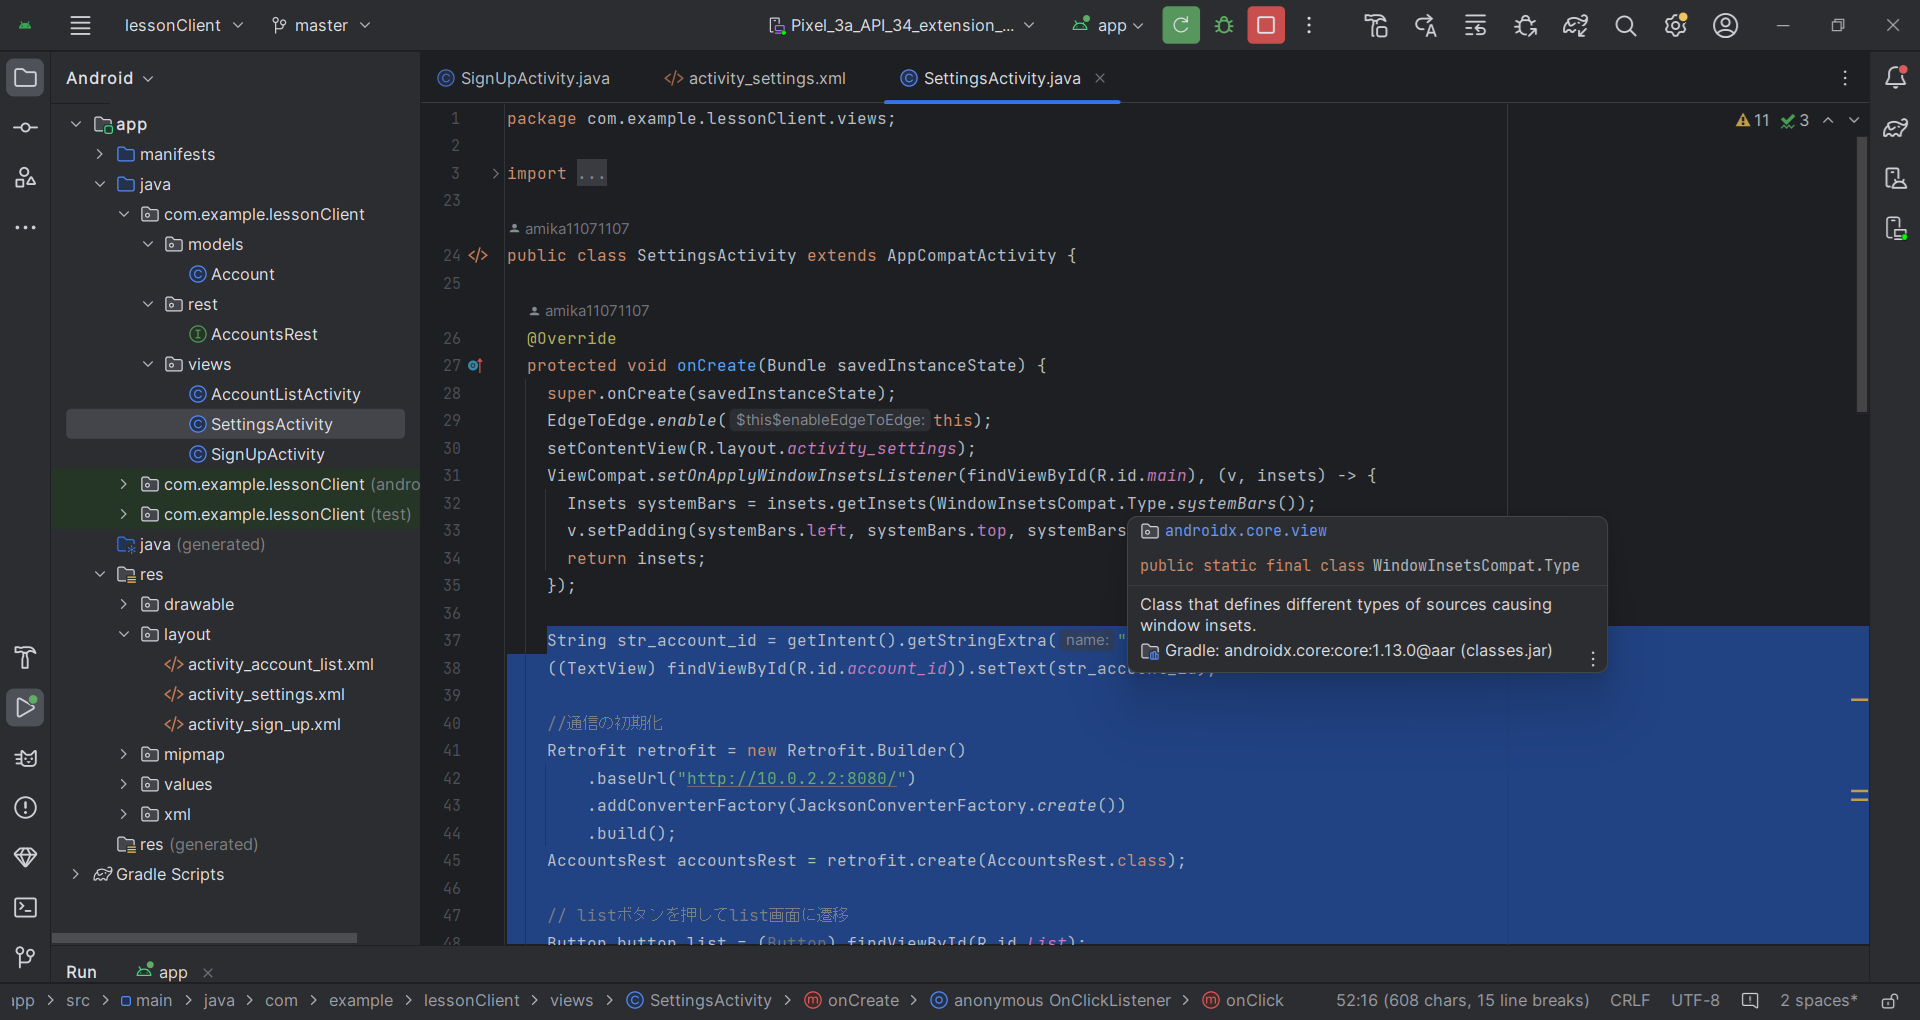 lessonClient
master
Pixel_3a_API_34_extension_...
app
Android
SignUpActivity.java
activity_settings.xml
SettingsActivity.java
app
manifests
java
com.example.lessonClient
models
Account
rest
AccountsRest
views
AccountListActivity
SettingsActivity
SignUpActivity
com.example.lessonClient (andro
com.example.lessonClient (test)
java (generated)
res
drawable
layout
activity_account_list.xml
activity_settings.xml
activity_sign_up.xml
mipmap
values
xml
res (generated)
Gradle Scripts
11 3
1 package com.example.lessonClient.views;
2
3 import ...
23
amika11071107
24 </> public class SettingsActivity extends AppCompatActivity {
25
amika11071107
26 @Override
27 protected void onCreate(Bundle savedInstanceState) {
28 super.onCreate(savedInstanceState);
29 EdgeToEdge.enable( $this$enableEdgeToEdge: this);
30 setContentView(R.layout.activity_settings);
31 ViewCompat.setOnApplyWindowInsetsListener(findViewById(R.id.main), (v, insets) -> {
32 Insets systemBars = insets.getInsets(WindowInsetsCompat.Type.systemBars());
33 v.setPadding(systemBars.left, systemBars.top, systemBars
34 return insets;
35 });
36
37 String str_account_id = getIntent().getStringExtra( name: "
38 ((TextView) findViewById(R.id.account_id)).setText(str_account_id);
39
40 //通信の初期化
41 Retrofit retrofit = new Retrofit.Builder()
42 .baseUrl("http://10.0.2.2:8080/")
43 .addConverterFactory(JacksonConverterFactory.create())
44 .build();
45 AccountsRest accountsRest = retrofit.create(AccountsRest.class);
46
47 // listボタンを押してlist画面に遷移
48 Button button_list = (Button) findViewById(R.id.List);
androidx.core.view
public static final class WindowInsetsCompat.Type
Class that defines different types of sources causing
window insets.
Gradle: androidx.core:core:1.13.0@aar (classes.jar)
Run
app
app > src > main > java > com > example > lessonClient > views > SettingsActivity > onCreate > anonymous OnClickListener > onClick
52:16 (608 chars, 15 line breaks) CRLF UTF-8 2 spaces*